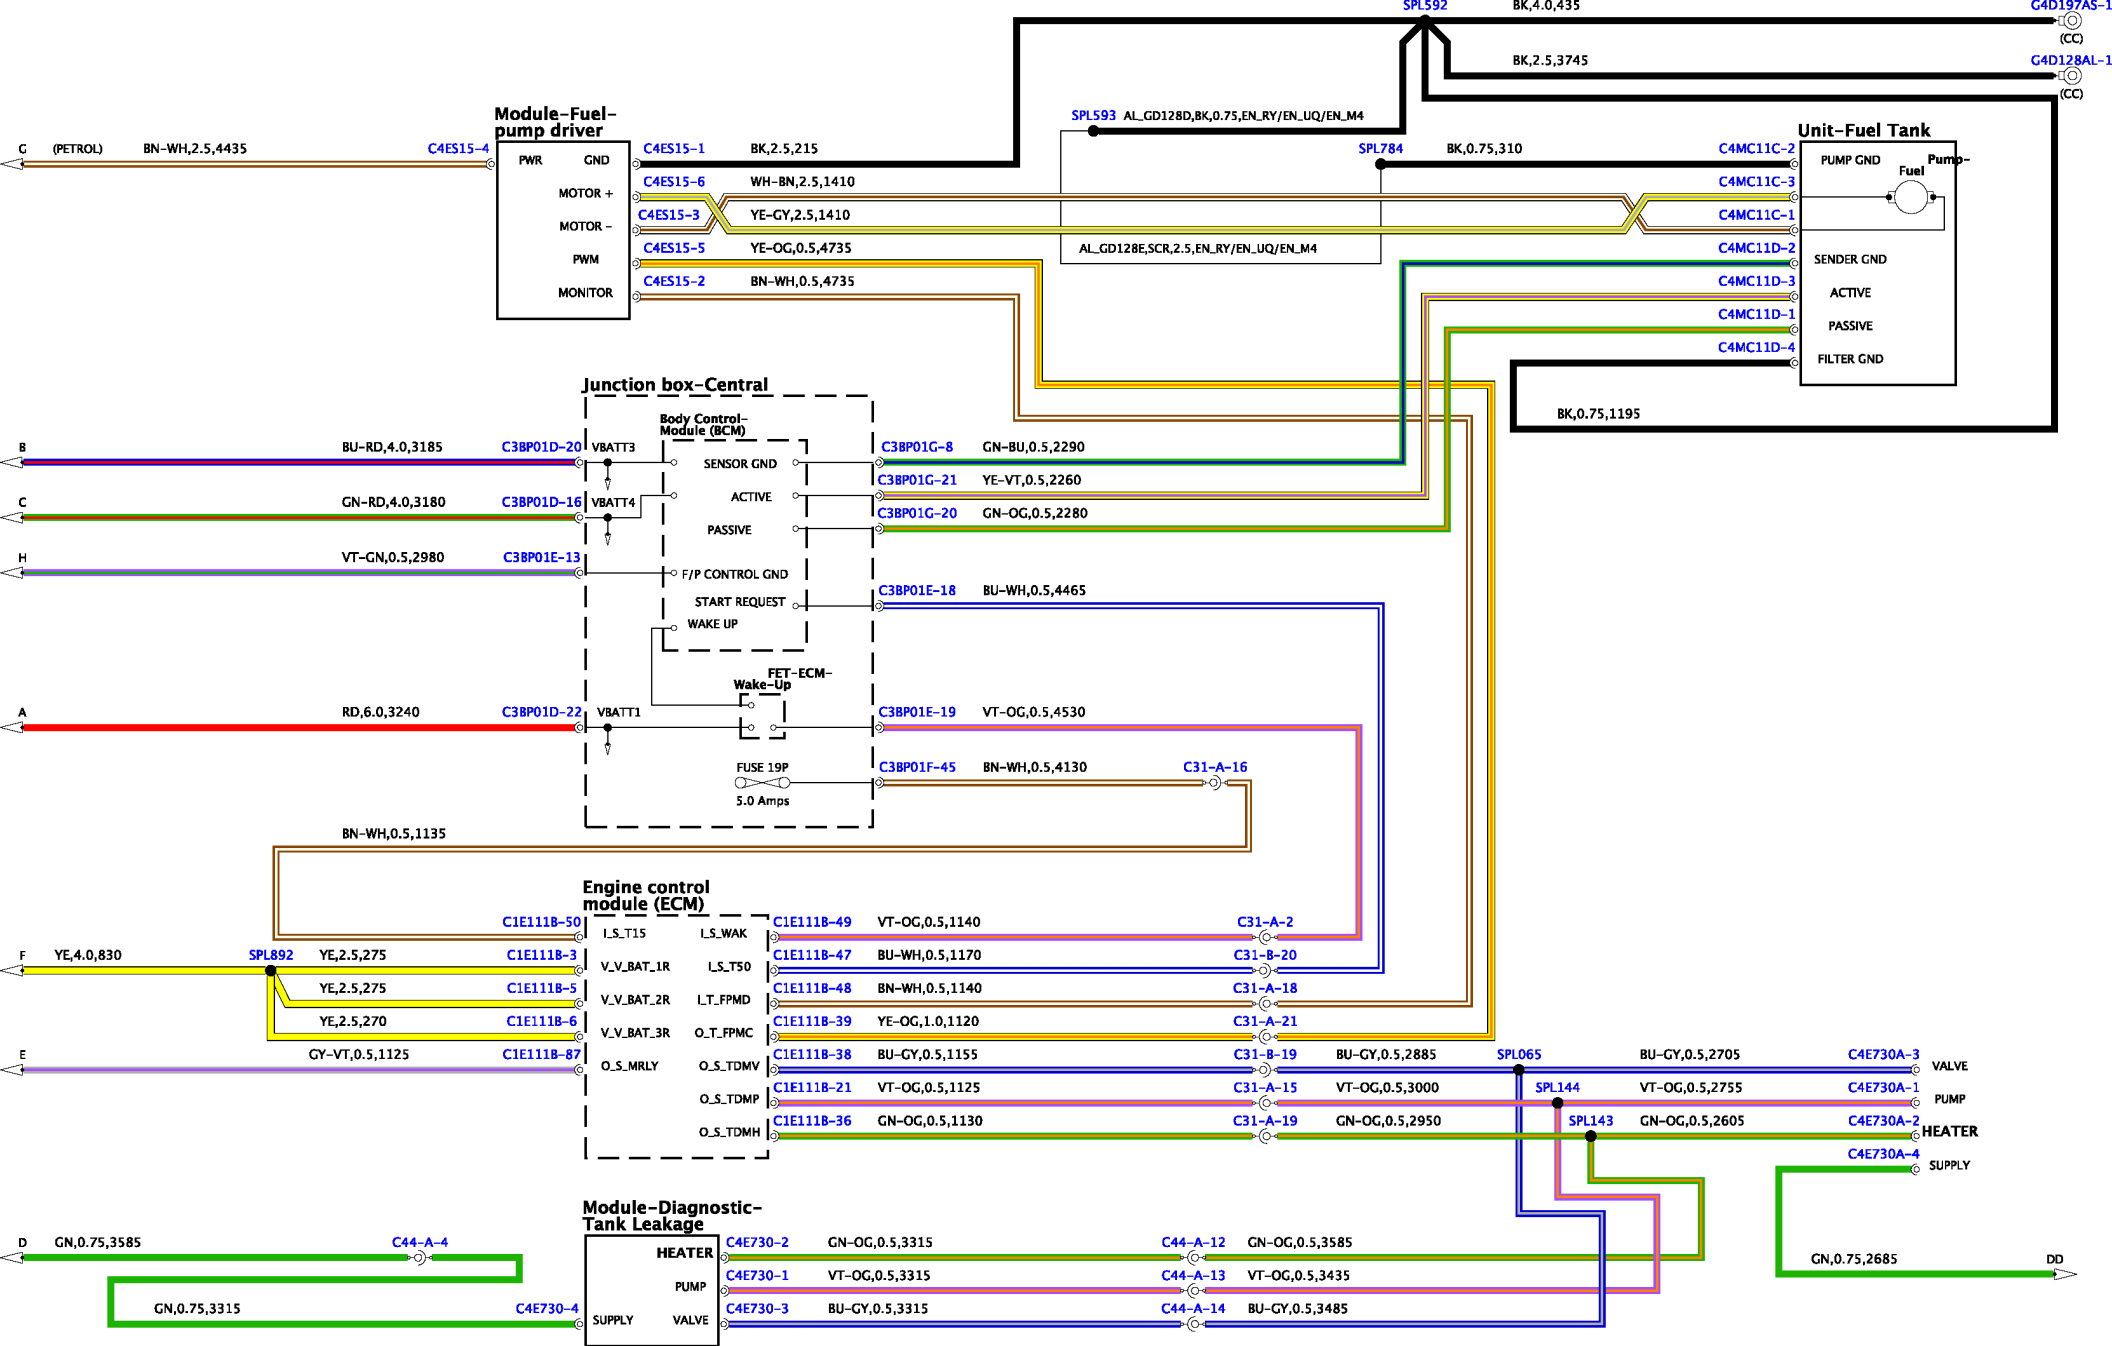 SPL592
BK,4.0,435
G4D197AS-1
(CC)
BK,2.5,3745
G4D128AL-1
(CC)
Module-Fuel-
pump driver
SPL593
AL_GD128D,BK,0.75,EN_RY/EN_UQ/EN_M4
Unit-Fuel Tank
G
(PETROL)
BN-WH,2.5,4435
C4ES15-4
PWR
GND
C4ES15-1
BK,2.5,215
SPL784
BK,0.75,310
C4MC11C-2
PUMP GND
Pump-
Fuel
MOTOR +
C4ES15-6
WH-BN,2.5,1410
C4MC11C-3
MOTOR -
C4ES15-3
YE-GY,2.5,1410
C4MC11C-1
PWM
C4ES15-5
YE-OG,0.5,4735
AL_GD128E,SCR,2.5,EN_RY/EN_UQ/EN_M4
C4MC11D-2
SENDER GND
MONITOR
C4ES15-2
BN-WH,0.5,4735
C4MC11D-3
ACTIVE
C4MC11D-1
PASSIVE
C4MC11D-4
FILTER GND
BK,0.75,1195
Junction box-Central
Body Control-
Module (BCM)
B
BU-RD,4.0,3185
C3BP01D-20
VBATT3
SENSOR GND
C3BP01G-8
GN-BU,0.5,2290
C
GN-RD,4.0,3180
C3BP01D-16
VBATT4
ACTIVE
C3BP01G-21
YE-VT,0.5,2260
PASSIVE
C3BP01G-20
GN-OG,0.5,2280
H
VT-GN,0.5,2980
C3BP01E-13
F/P CONTROL GND
START REQUEST
C3BP01E-18
BU-WH,0.5,4465
WAKE UP
FET-ECM-
Wake-Up
A
RD,6.0,3240
C3BP01D-22
VBATT1
C3BP01E-19
VT-OG,0.5,4530
FUSE 19P
5.0 Amps
C3BP01F-45
BN-WH,0.5,4130
C31-A-16
BN-WH,0.5,1135
Engine control
module (ECM)
C1E111B-50
I_S_T15
I_S_WAK
C1E111B-49
VT-OG,0.5,1140
C31-A-2
F
YE,4.0,830
SPL892
YE,2.5,275
C1E111B-3
V_V_BAT_1R
I_S_T50
C1E111B-47
BU-WH,0.5,1170
C31-B-20
YE,2.5,275
C1E111B-5
V_V_BAT_2R
I_T_FPMD
C1E111B-48
BN-WH,0.5,1140
C31-A-18
YE,2.5,270
C1E111B-6
V_V_BAT_3R
O_T_FPMC
C1E111B-39
YE-OG,1.0,1120
C31-A-21
E
GY-VT,0.5,1125
C1E111B-87
O_S_MRLY
O_S_TDMV
C1E111B-38
BU-GY,0.5,1155
C31-B-19
BU-GY,0.5,2885
SPL065
BU-GY,0.5,2705
C4E730A-3
VALVE
O_S_TDMP
C1E111B-21
VT-OG,0.5,1125
C31-A-15
VT-OG,0.5,3000
SPL144
VT-OG,0.5,2755
C4E730A-1
PUMP
O_S_TDMH
C1E111B-36
GN-OG,0.5,1130
C31-A-19
GN-OG,0.5,2950
SPL143
GN-OG,0.5,2605
C4E730A-2
HEATER
C4E730A-4
SUPPLY
Module-Diagnostic-
Tank Leakage
D
GN,0.75,3585
C44-A-4
HEATER
C4E730-2
GN-OG,0.5,3315
C44-A-12
GN-OG,0.5,3585
GN,0.75,2685
DD
PUMP
C4E730-1
VT-OG,0.5,3315
C44-A-13
VT-OG,0.5,3435
GN,0.75,3315
C4E730-4
SUPPLY
VALVE
C4E730-3
BU-GY,0.5,3315
C44-A-14
BU-GY,0.5,3485